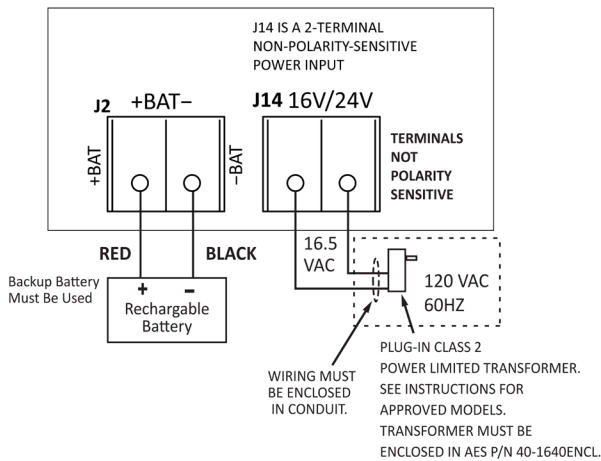 J14 IS A 2-TERMINAL
NON-POLARITY-SENSITIVE
POWER INPUT
J2 +BAT−
J14 16V/24V
+BAT
−BAT
TERMINALS
NOT
POLARITY
SENSITIVE
RED
BLACK
16.5
VAC
Backup Battery
Must Be Used
+ −
Rechargable
Battery
120 VAC
60HZ
WIRING MUST
BE ENCLOSED
IN CONDUIT.
PLUG-IN CLASS 2
POWER LIMITED TRANSFORMER.
SEE INSTRUCTIONS FOR
APPROVED MODELS.
TRANSFORMER MUST BE
ENCLOSED IN AES P/N 40-1640ENCL.